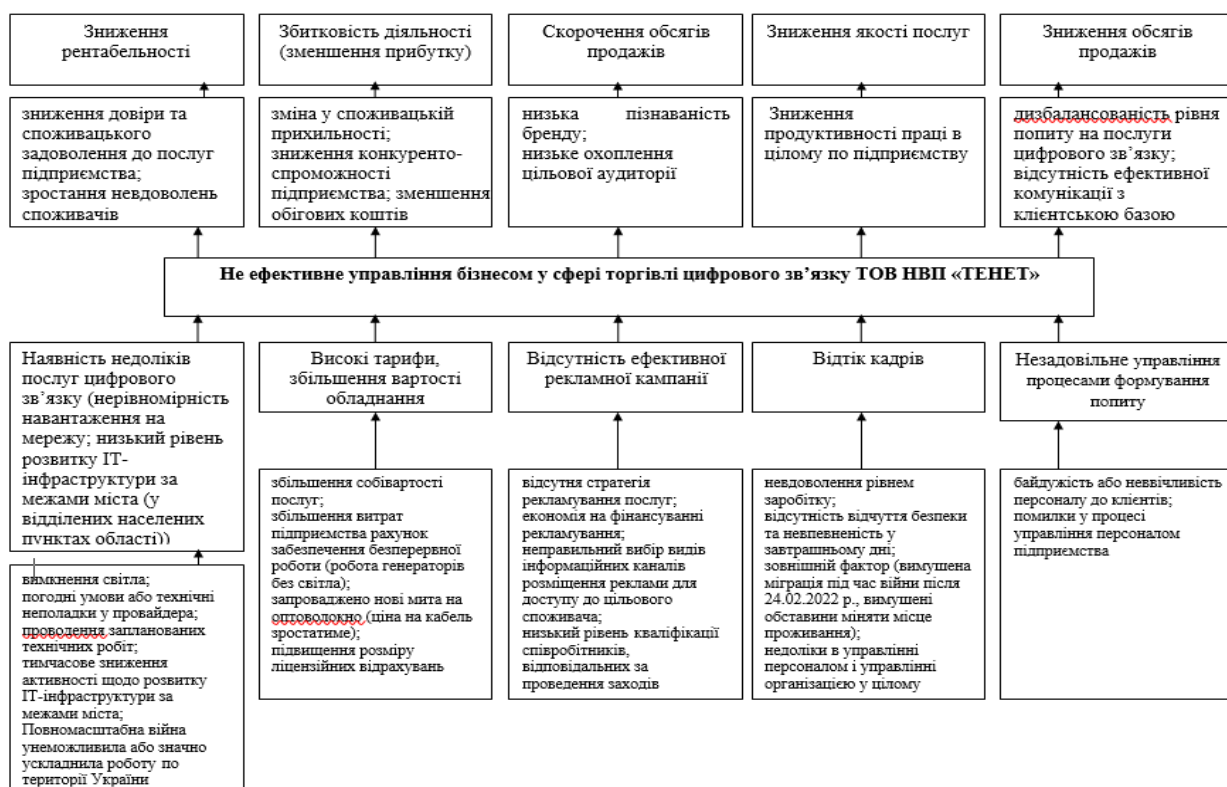 Зниження
рентабельності
Збитковість діяльності
(зменшення прибутку)
Скорочення обсягів
продажів
Зниження якості послуг
Зниження обсягів
продажів
зниження довіри та
споживацького
задоволення до послуг
підприємства;
зростання невдоволень
споживачів
зміна у споживацькій
прихильності;
зниження конкуренто-
спроможності
підприємства; зменшення
обігових коштів
низька пізнаваність
бренду;
низьке охоплення
цільової аудиторії
Зниження
продуктивності праці в
цілому по підприємству
дизбалансованість рівня
попиту на послуги
цифрового зв’язку;
відсутність ефективної
комунікації з
клієнтською базою
Не ефективне управління бізнесом у сфері торгівлі цифрового зв’язку ТОВ НВП «ТЕНЕТ»
Наявність недоліків
послуг цифрового
зв’язку (нерівномірність
навантаження на
мережу; низький рівень
розвитку ІТ-
інфраструктури за
межами міста (у
відділених населених
пунктах області))
Високі тарифи,
збільшення вартості
обладнання
Відсутність ефективної
рекламної кампанії
Відтік кадрів
Незадовільне управління
процесами формування
попиту
вимкнення світла;
погодні умови або технічні
неполадки у провайдера;
проводення запланованих
технічних робіт;
тимчасове зниження
активності щодо розвитку
ІТ-інфраструктури за
межами міста;
Повномасштабна війна
унеможливила або значно
ускладнила роботу по
території України
збільшення собівартості
послуг;
збільшення витрат
підприємства рахунок
забезпечення безперервної
роботи (робота генераторів
без світла);
запроваджено нові мита на
оптоволокно (ціна на кабель
зростатиме);
підвищення розміру
ліцензійних відрахувань
відсутня стратегія
рекламування послуг;
економія на фінансуванні
рекламування;
неправильний вибір видів
інформаційних каналів
розміщення реклами для
доступу до цільового
споживача;
низький рівень кваліфікації
співробітників,
відповідальних за
проведення заходів
невдоволення рівнем
заробітку;
відсутність відчуття безпеки
та невпевненість у
завтрашньому дні;
зовнішній фактор (вимушена
міграція під час війни після
24.02.2022 р., вимушені
обставини міняти місце
проживання);
недоліки в управлінні
персоналом і управлінні
організацією у цілому
байдужість або неввічливість
персоналу до клієнтів;
помилки у процесі
управління персоналом
підприємства